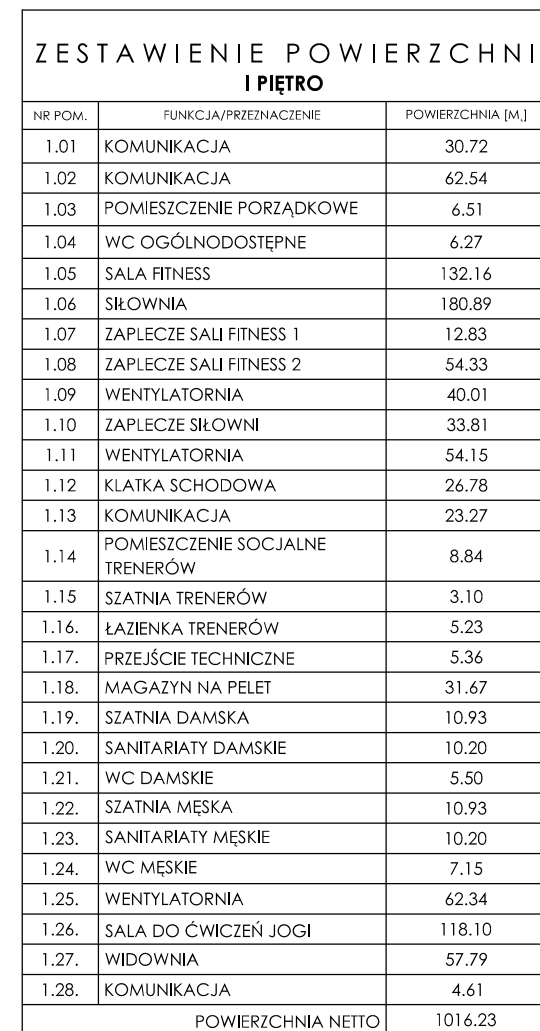 ZESTAWIENIE POWIERZCHNI
I PIĘTRO
NR POM. FUNKCJA/PRZEZNACZENIE POWIERZCHNIA [M,]
1.01 KOMUNIKACJA 30.72
1.02 KOMUNIKACJA 62.54
1.03 POMIESZCZENIE PORZĄDKOWE 6.51
1.04 WC OGÓLNODOSTĘPNE 6.27
1.05 SALA FITNESS 132.16
1.06 SIŁOWNIA 180.89
1.07 ZAPLECZE SALI FITNESS 1 12.83
1.08 ZAPLECZE SALI FITNESS 2 54.33
1.09 WENTYLATORNIA 40.01
1.10 ZAPLECZE SIŁOWNI 33.81
1.11 WENTYLATORNIA 54.15
1.12 KLATKA SCHODOWA 26.78
1.13 KOMUNIKACJA 23.27
1.14 POMIESZCZENIE SOCJALNE
TRENERÓW 8.84
1.15 SZATNIA TRENERÓW 3.10
1.16. ŁAZIENKA TRENERÓW 5.23
1.17. PRZEJŚCIE TECHNICZNE 5.36
1.18. MAGAZYN NA PELET 31.67
1.19. SZATNIA DAMSKA 10.93
1.20. SANITARIATY DAMSKIE 10.20
1.21. WC DAMSKIE 5.50
1.22. SZATNIA MĘSKA 10.93
1.23. SANITARIATY MĘSKIE 10.20
1.24. WC MĘSKIE 7.15
1.25. WENTYLATORNIA 62.34
1.26. SALA DO ĆWICZEŃ JOGI 118.10
1.27. WIDOWNIA 57.79
1.28. KOMUNIKACJA 4.61
POWIERZCHNIA NETTO 1016.23